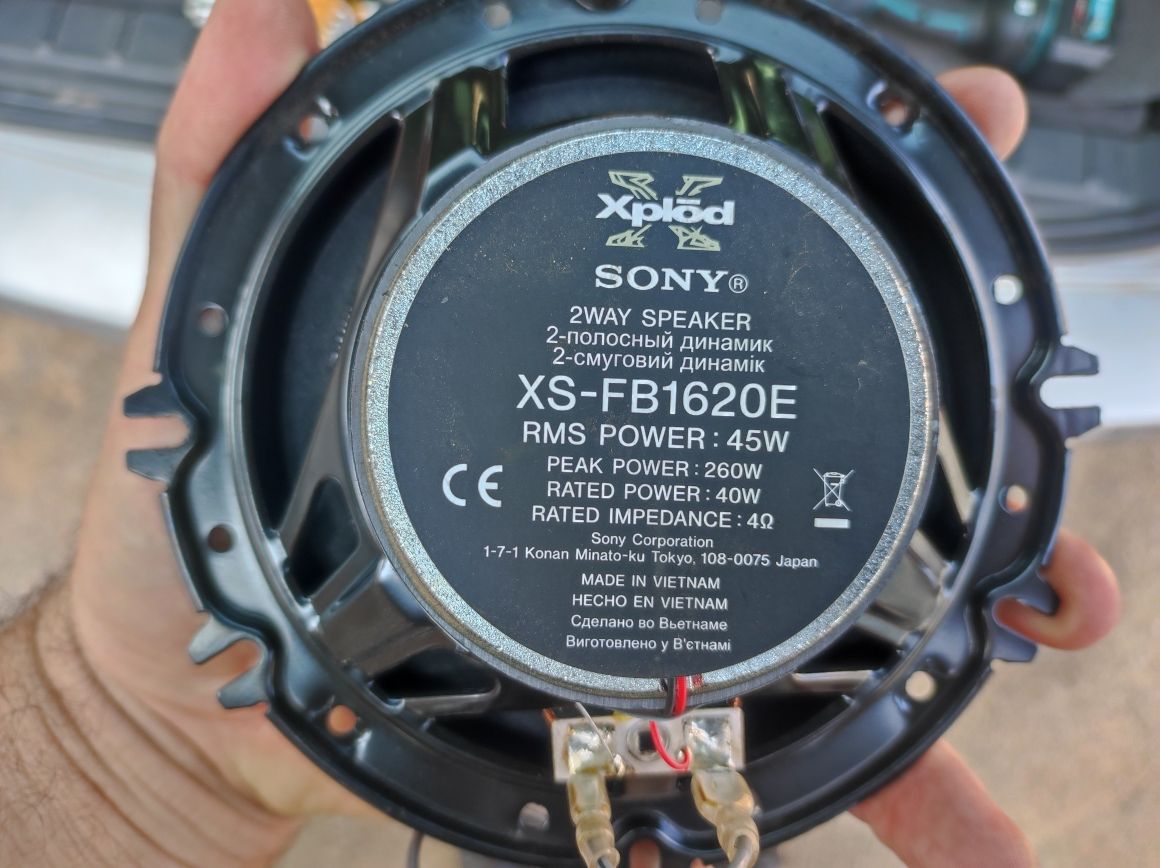 Xplōd
SONY®
2WAY SPEAKER
2-полосный динамик
2-смуговий динамік
XS-FB1620E
RMS POWER : 45W
PEAK POWER : 260W
CE
RATED POWER : 40W
RATED IMPEDANCE : 4Ω
Sony Corporation
1-7-1 Konan Minato-ku Tokyo, 108-0075 Japan
MADE IN VIETNAM
HECHO EN VIETNAM
Сделано во Вьетнаме
Виготовлено у В'єтнамі